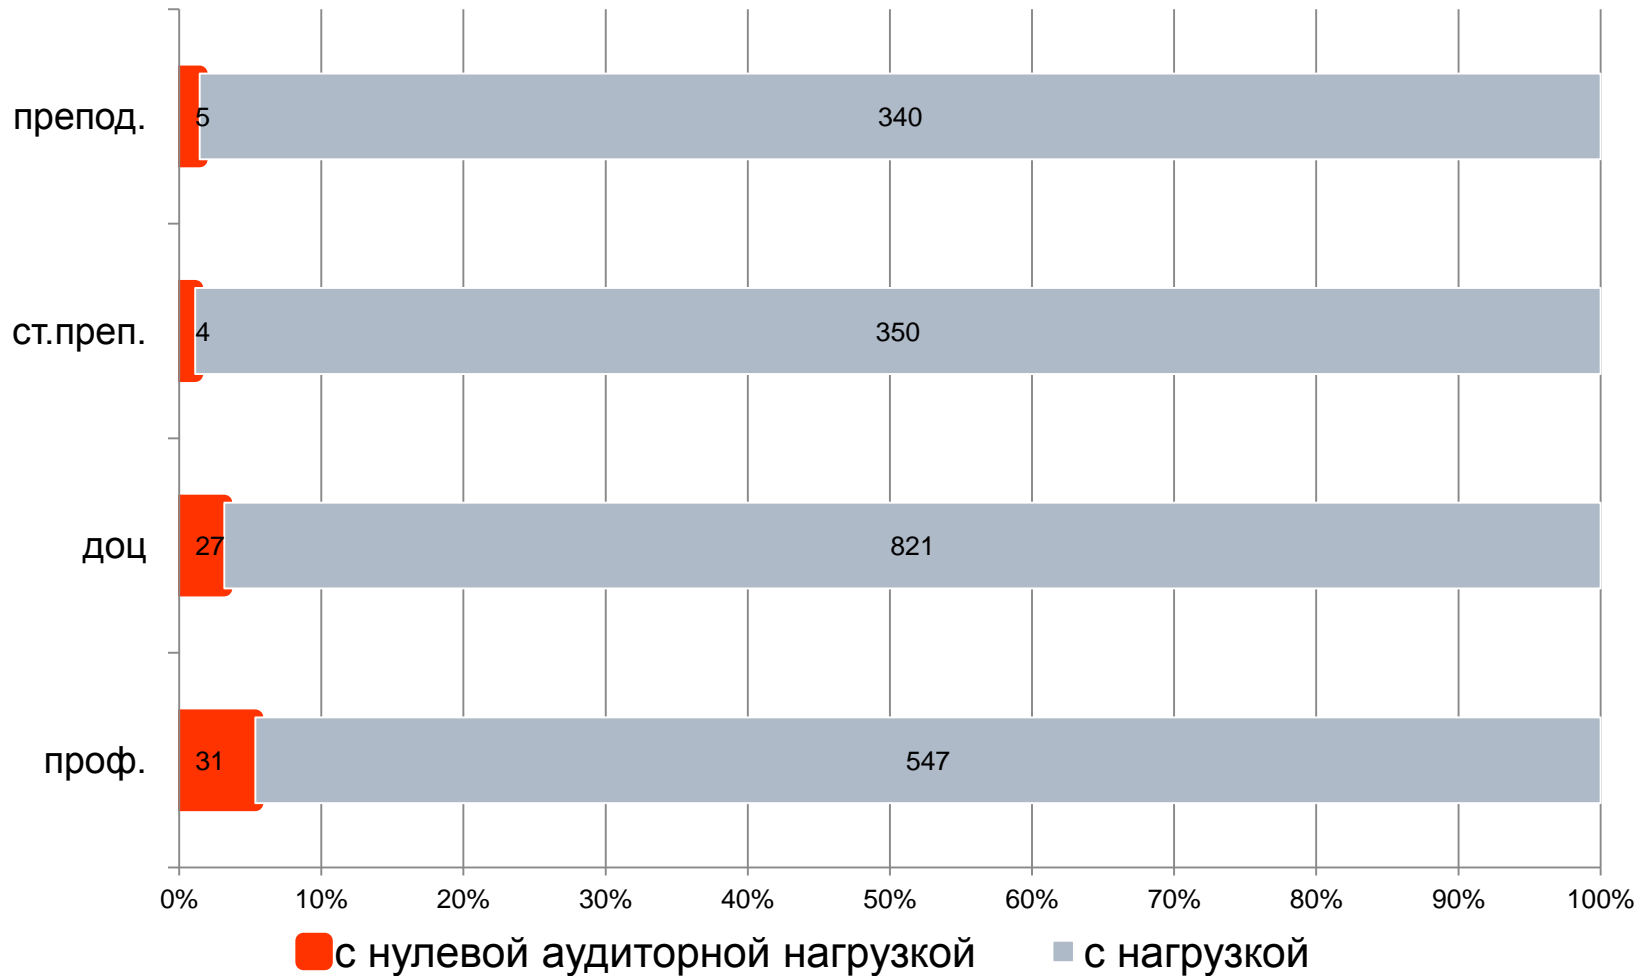 препод.
5
340
ст.преп.
4
350
доц
27
821
проф.
31
547
0% 10% 20% 30% 40% 50% 60% 70% 80% 90% 100%
с нулевой аудиторной нагрузкой с нагрузкой